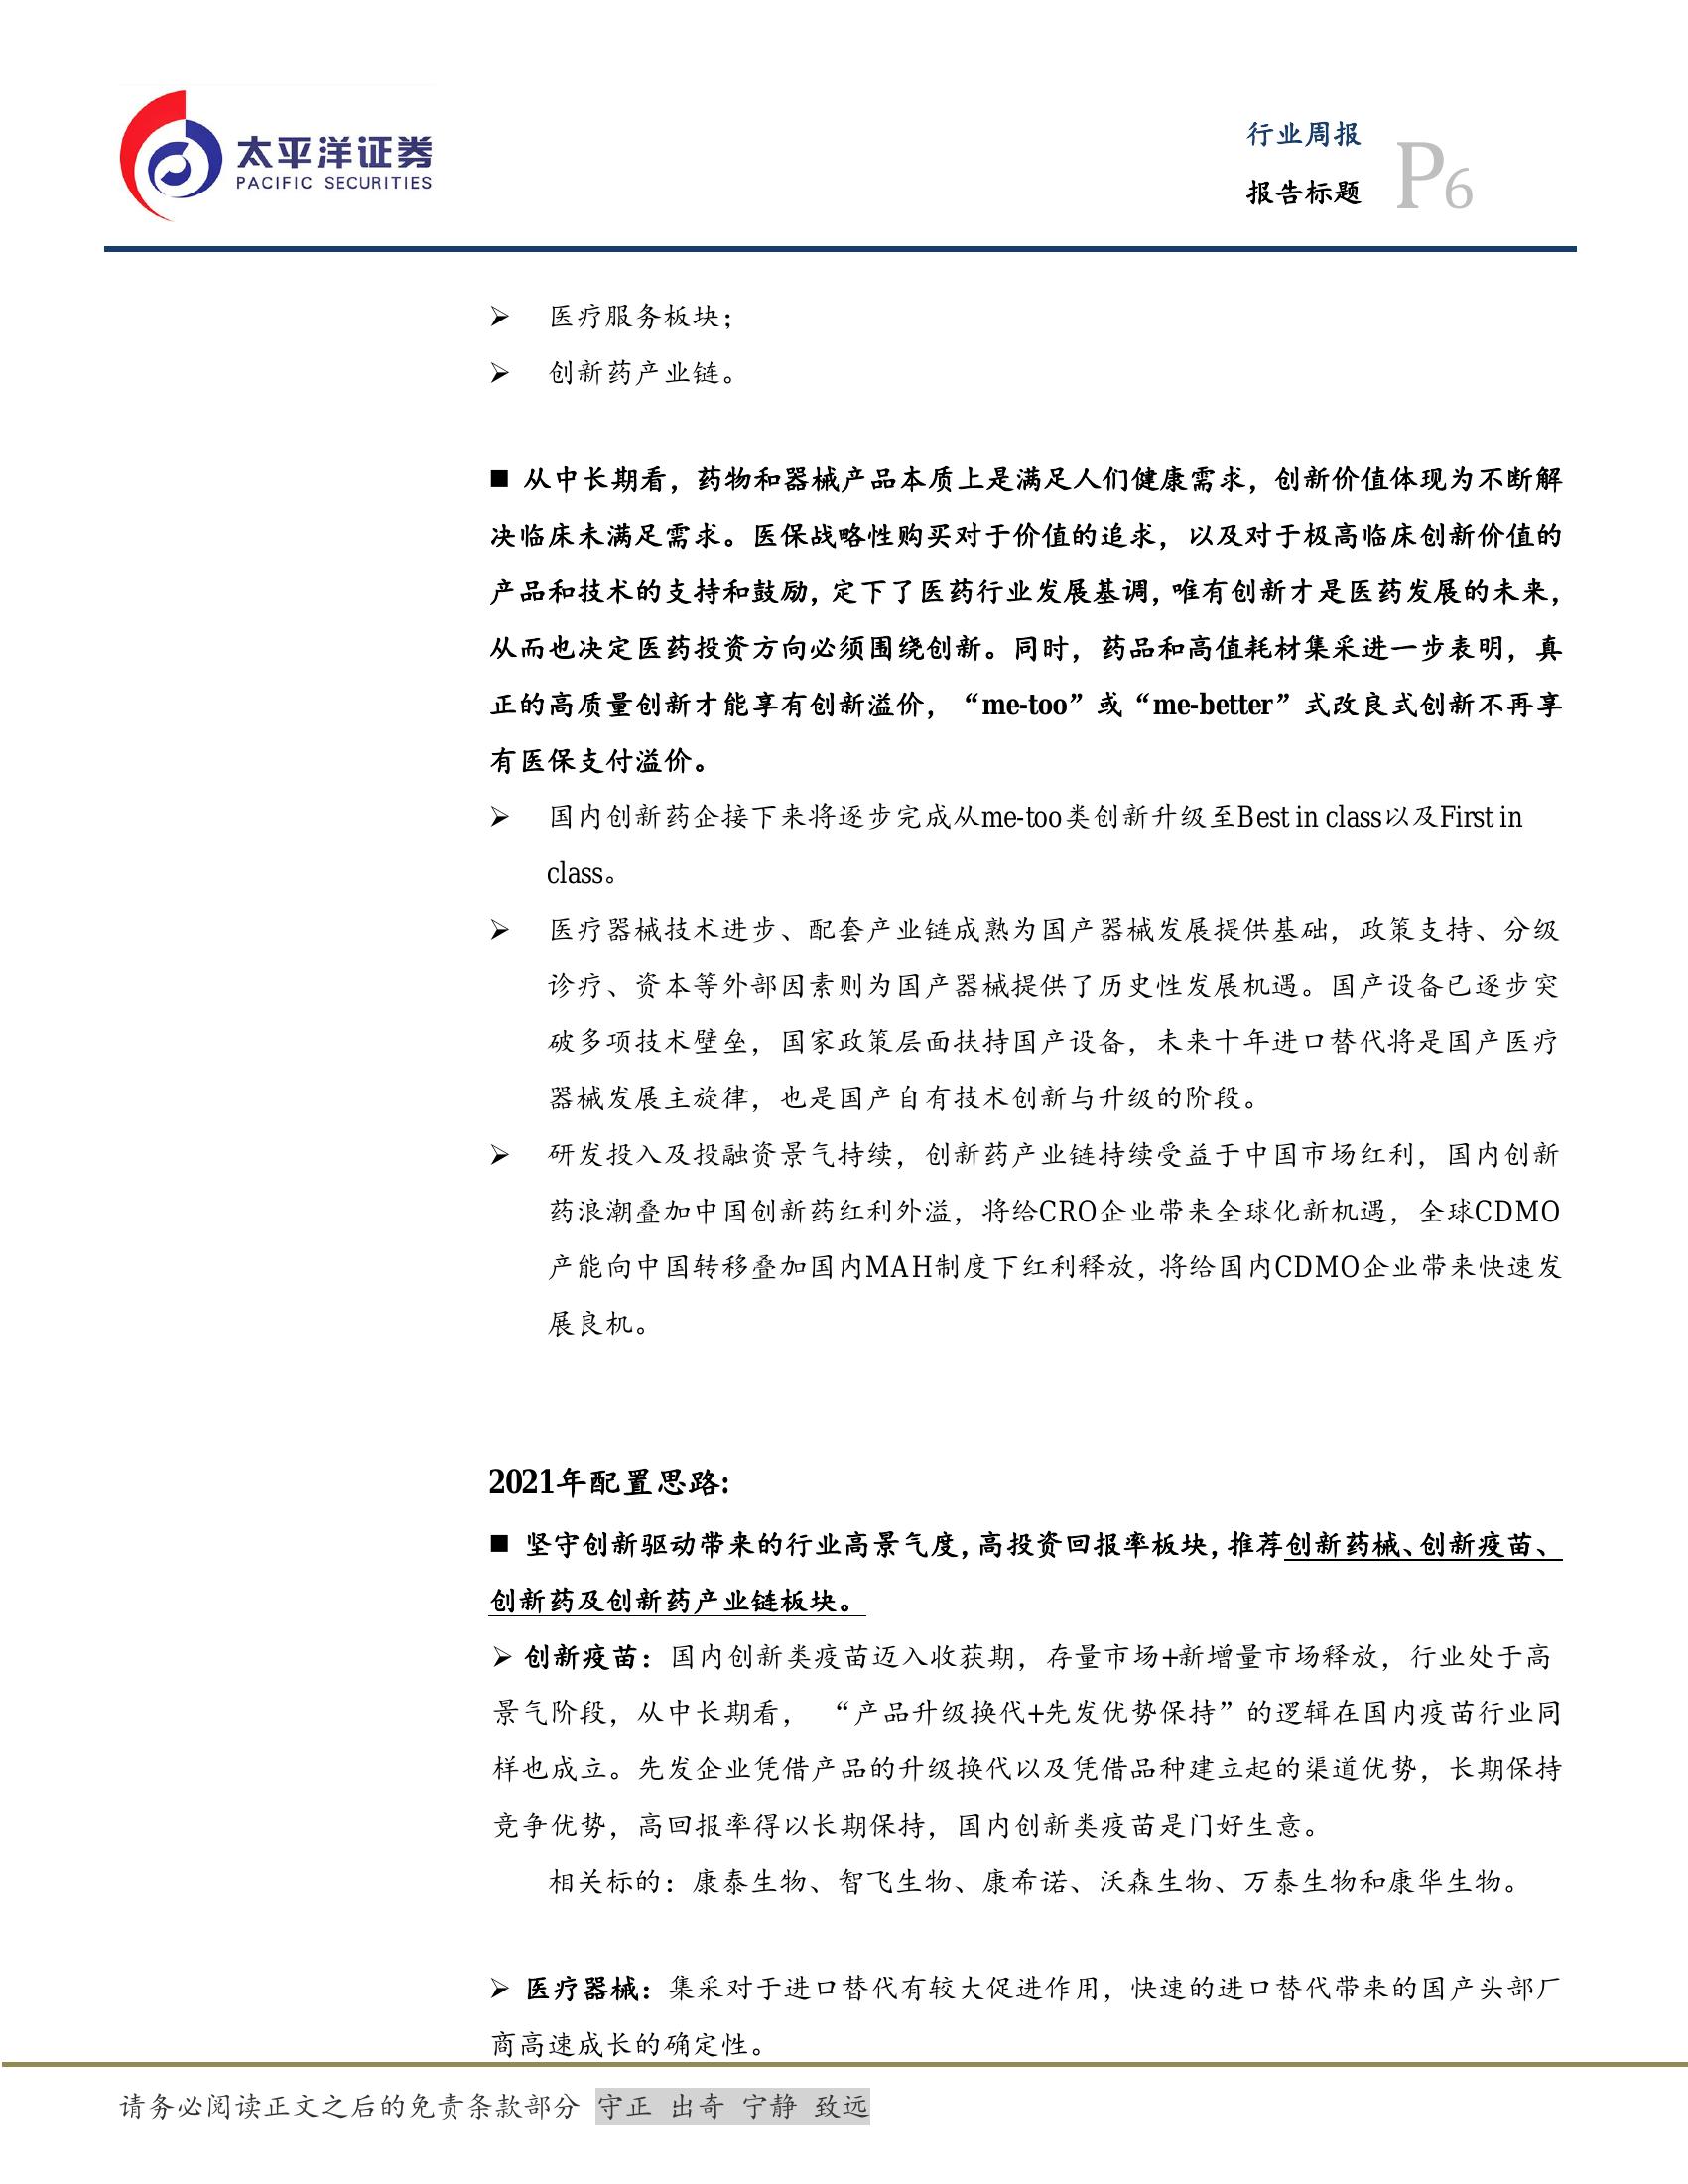 太平洋证券
PACIFIC SECURITIES
行业周报
报告标题
P6
➢ 医疗服务板块；
➢ 创新药产业链。
■ 从中长期看，药物和器械产品本质上是满足人们健康需求，创新价值体现为不断解
决临床未满足需求。医保战略性购买对于价值的追求，以及对于极高临床创新价值的
产品和技术的支持和鼓励，定下了医药行业发展基调，唯有创新才是医药发展的未来，
从而也决定医药投资方向必须围绕创新。同时，药品和高值耗材集采进一步表明，真
正的高质量创新才能享有创新溢价，“me-too”或“me-better”式改良式创新不再享
有医保支付溢价。
➢ 国内创新药企接下来将逐步完成从me-too类创新升级至Best in class以及First in
class。
➢ 医疗器械技术进步、配套产业链成熟为国产器械发展提供基础，政策支持、分级
诊疗、资本等外部因素则为国产器械提供了历史性发展机遇。国产设备已逐步突
破多项技术壁垒，国家政策层面扶持国产设备，未来十年进口替代将是国产医疗
器械发展主旋律，也是国产自有技术创新与升级的阶段。
➢ 研发投入及投融资景气持续，创新药产业链持续受益于中国市场红利，国内创新
药浪潮叠加中国创新药红利外溢，将给CRO企业带来全球化新机遇，全球CDMO
产能向中国转移叠加国内MAH制度下红利释放，将给国内CDMO企业带来快速发
展良机。
2021年配置思路：
■ 坚守创新驱动带来的行业高景气度，高投资回报率板块，推荐创新药械、创新疫苗、
创新药及创新药产业链板块。
➢ 创新疫苗：国内创新类疫苗迈入收获期，存量市场+新增量市场释放，行业处于高
景气阶段，从中长期看， “产品升级换代+先发优势保持”的逻辑在国内疫苗行业同
样也成立。先发企业凭借产品的升级换代以及凭借品种建立起的渠道优势，长期保持
竞争优势，高回报率得以长期保持，国内创新类疫苗是门好生意。
相关标的：康泰生物、智飞生物、康希诺、沃森生物、万泰生物和康华生物。
➢ 医疗器械：集采对于进口替代有较大促进作用，快速的进口替代带来的国产头部厂
商高速成长的确定性。
请务必阅读正文之后的免责条款部分 守正 出奇 宁静 致远